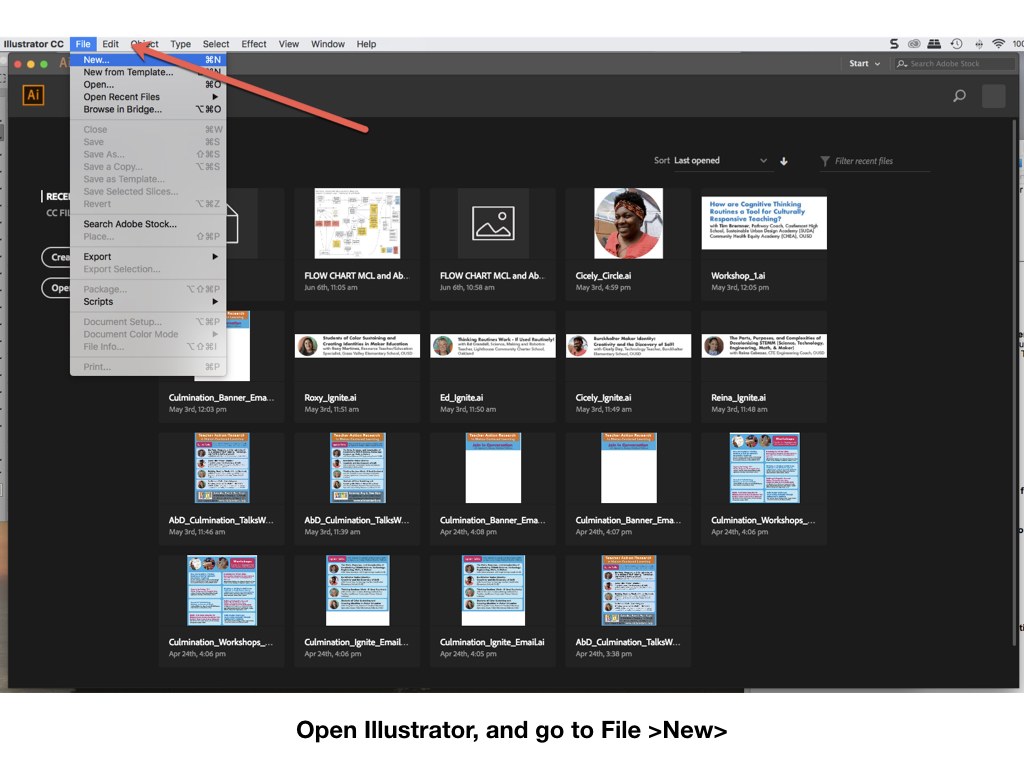 Illustrator CC File Edit Object Type Select Effect View Window Help
New... ⌘N
New from Template... ⇧⌘N
Open... ⌘O
Open Recent Files
Browse in Bridge... ⌥⌘O
Close ⌘W
Save ⌘S
Save As... ⇧⌘S
Save a Copy... ⌥⌘S
Save as Template...
Save Selected Slices...
Revert ⌥⌘Z
Search Adobe Stock...
Place... ⇧⌘P
Export
Export Selection...
Package... ⌥⇧⌘P
Scripts
Document Setup... ⌥⌘P
Document Color Mode
File Info... ⌥⇧⌘I
Print... ⌘P
Start
Search Adobe Stock
Ai
Sort Last opened
Filter recent files
How are Cognitive Thinking
Routines a Tool for Culturally
Responsive Teaching?
FLOW CHART MCL and Ab...
Jun 6th, 11:05 am
FLOW CHART MCL and Ab...
Jun 6th, 10:58 am
Cicely_Circle.ai
May 3rd, 4:59 pm
Workshop_1.ai
May 3rd, 12:05 pm
Students of Color Sustaining and
Creating Identities in Maker Education
Thinking Routines Work - If Used Routinely!
Burckhalter Maker Identity:
Creativity and the Discovery of Self!
The Parts, Purposes, and Complexities of
Decolonizing STEMM (Science, Technology,
Engineering, Math, & Maker)
Culmination_Banner_Ema...
May 3rd, 12:03 pm
Roxy_Ignite.ai
May 3rd, 11:51 am
Ed_Ignite.ai
May 3rd, 11:50 am
Cicely_Ignite.ai
May 3rd, 11:49 am
Reina_Ignite.ai
May 3rd, 11:48 am
AbD_Culmination_TalksW...
May 3rd, 11:46 am
AbD_Culmination_TalksW...
May 3rd, 11:39 am
Culmination_Banner_Ema...
Apr 24th, 4:08 pm
Culmination_Banner_Ema...
Apr 24th, 4:07 pm
Culmination_Workshops_...
Apr 24th, 4:06 pm
Culmination_Workshops_...
Apr 24th, 4:06 pm
Culmination_Ignite_Email...
Apr 24th, 4:06 pm
Culmination_Ignite_Email.ai
Apr 24th, 4:05 pm
AbD_Culmination_TalksW...
Apr 24th, 3:38 pm
Open Illustrator, and go to File >New>